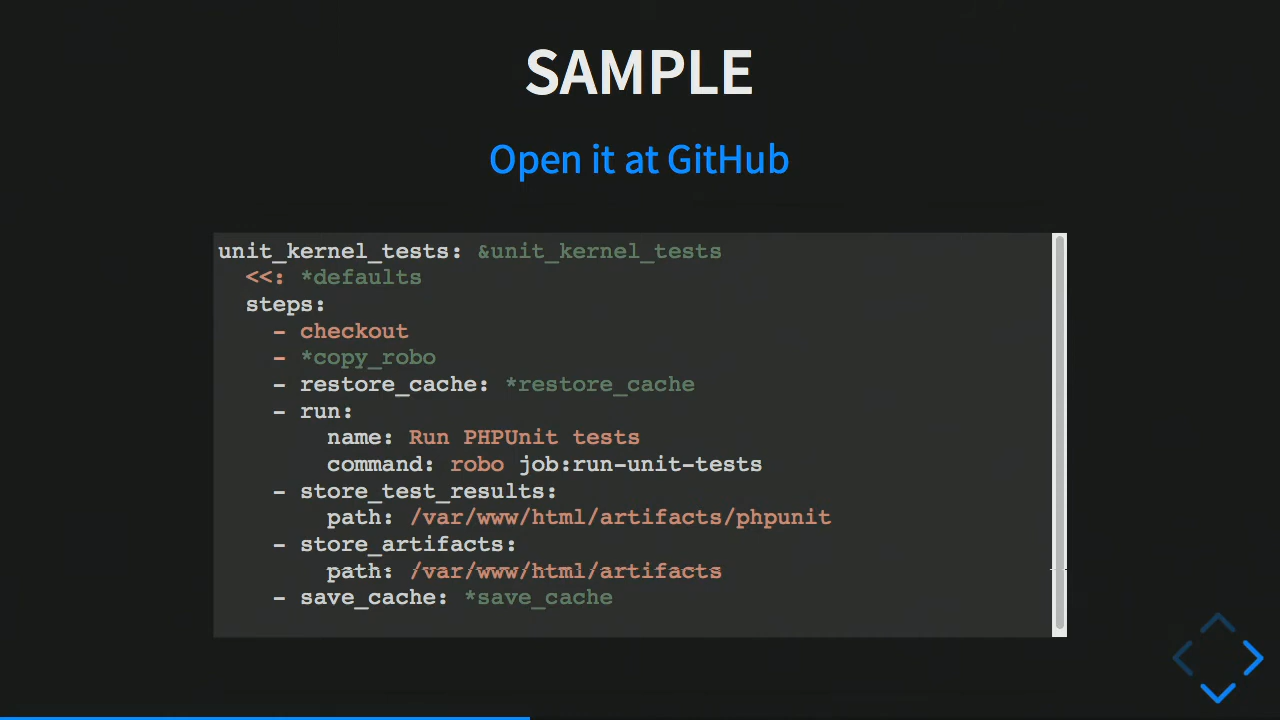 SAMPLE
Open it at GitHub
unit_kernel_tests: &unit_kernel_tests
  <<: *defaults
  steps:
    - checkout
    - *copy_robo
    - restore_cache: *restore_cache
    - run:
        name: Run PHPUnit tests
        command: robo job:run-unit-tests
    - store_test_results:
        path: /var/www/html/artifacts/phpunit
    - store_artifacts:
        path: /var/www/html/artifacts
    - save_cache: *save_cache